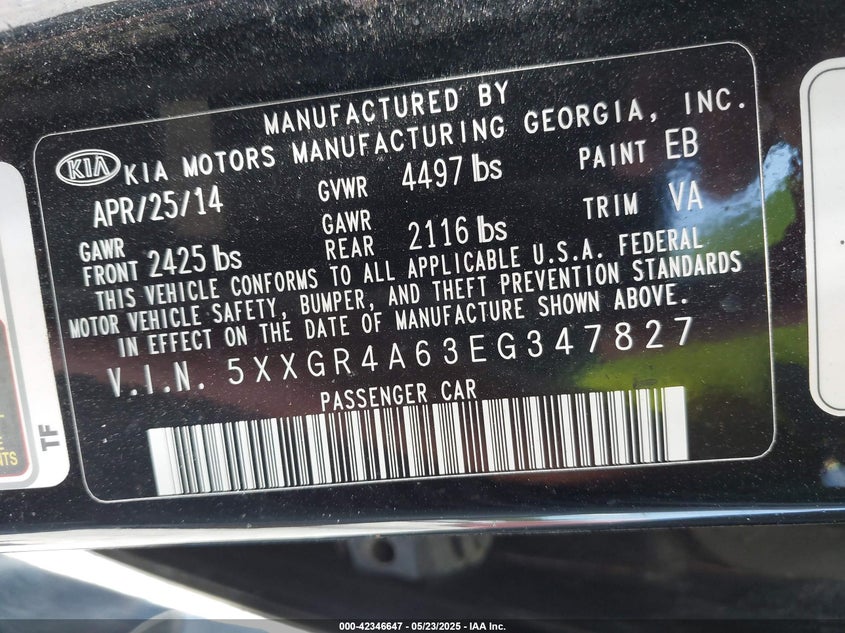 MANUFACTURED BY
KIA KIA MOTORS MANUFACTURING GEORGIA, INC.
APR/25/14 GVWR 4497 lbs PAINT EB
GAWR FRONT 2425 lbs GAWR REAR 2116 lbs TRIM VA
THIS VEHICLE CONFORMS TO ALL APPLICABLE U.S.A. FEDERAL
MOTOR VEHICLE SAFETY, BUMPER, AND THEFT PREVENTION STANDARDS
IN EFFECT ON THE DATE OF MANUFACTURE SHOWN ABOVE.
V.I.N. 5XXGR4A63EG347827
PASSENGER CAR
TF
000-42346647 - 05/23/2025 - IAA Inc.